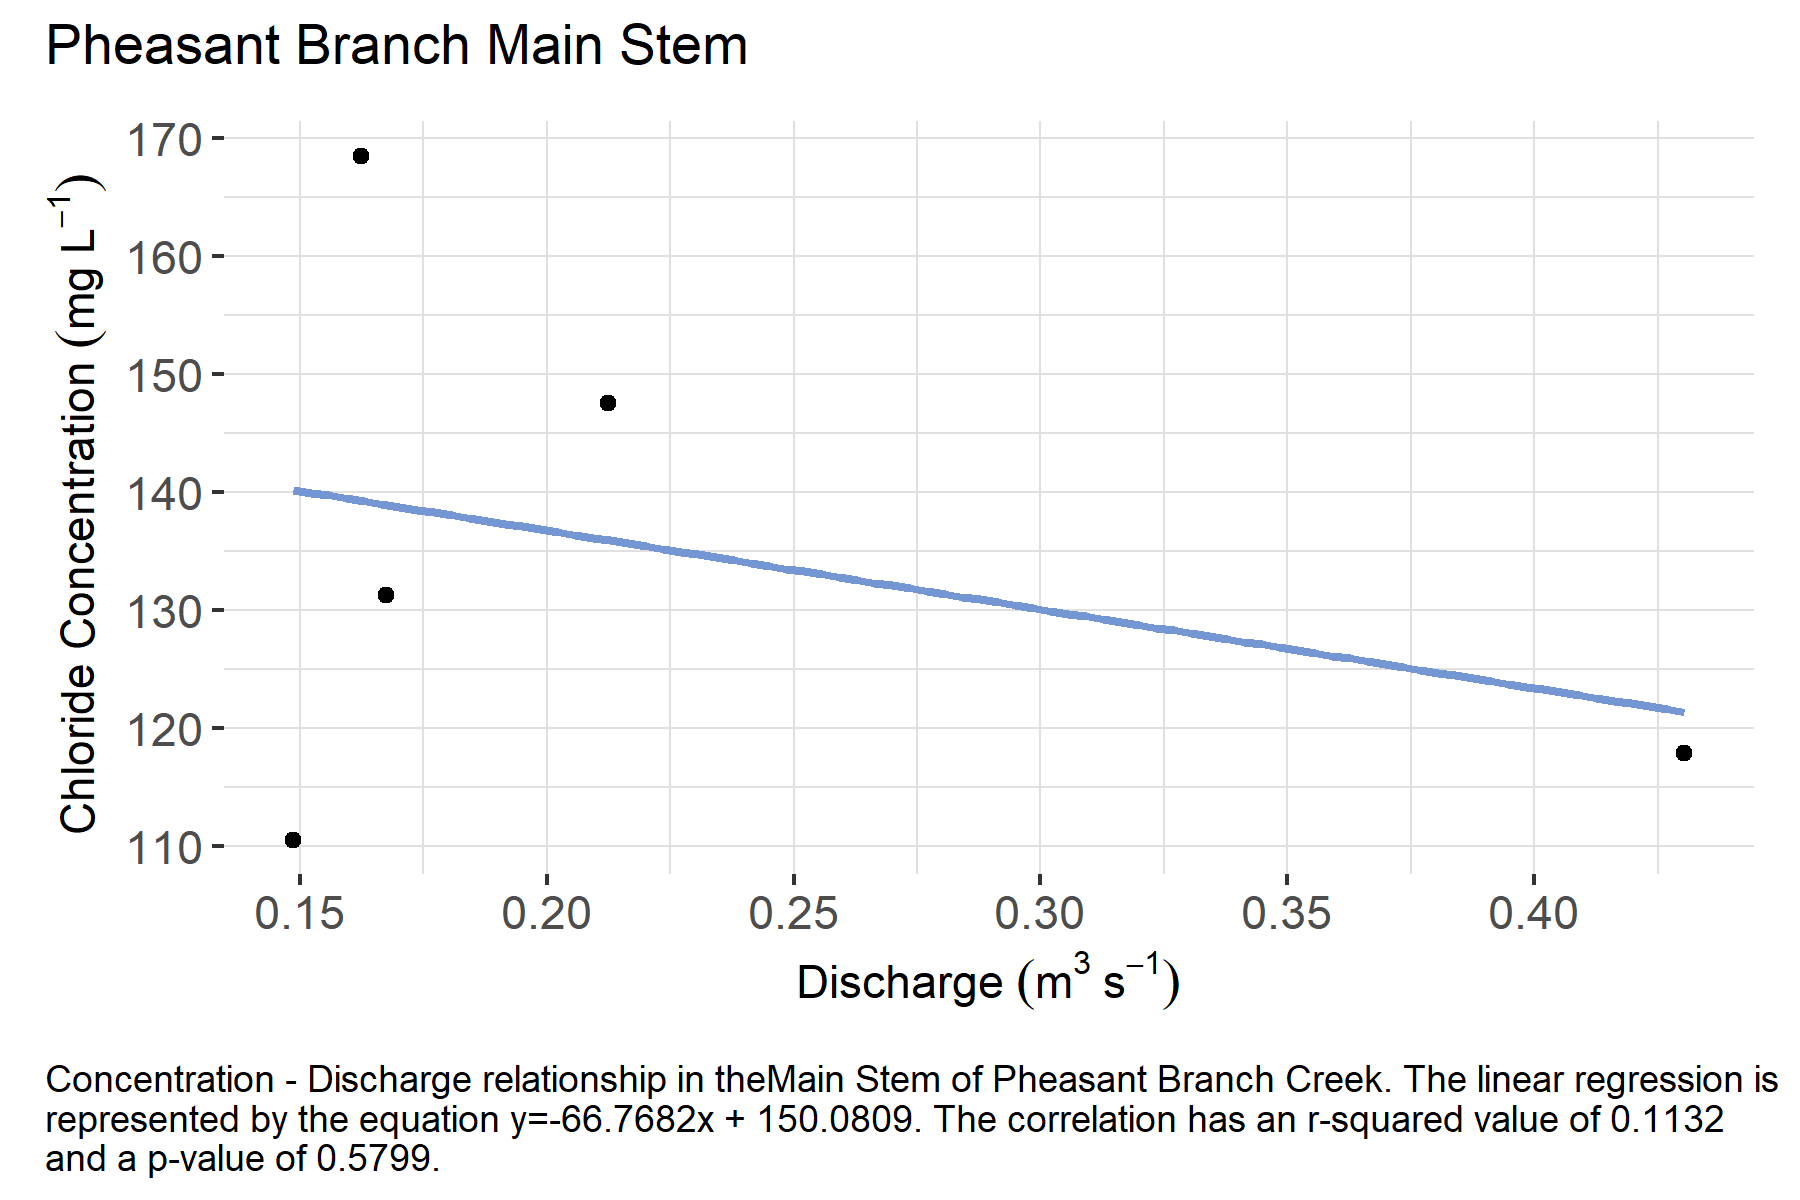 Pheasant Branch Main Stem
170
160
150
140
130
120
110
Chloride Concentration (mg L⁻¹)
0.15 0.20 0.25 0.30 0.35 0.40
Discharge (m³ s⁻¹)
Concentration - Discharge relationship in theMain Stem of Pheasant Branch Creek. The linear regression is
represented by the equation y=-66.7682x + 150.0809. The correlation has an r-squared value of 0.1132
and a p-value of 0.5799.